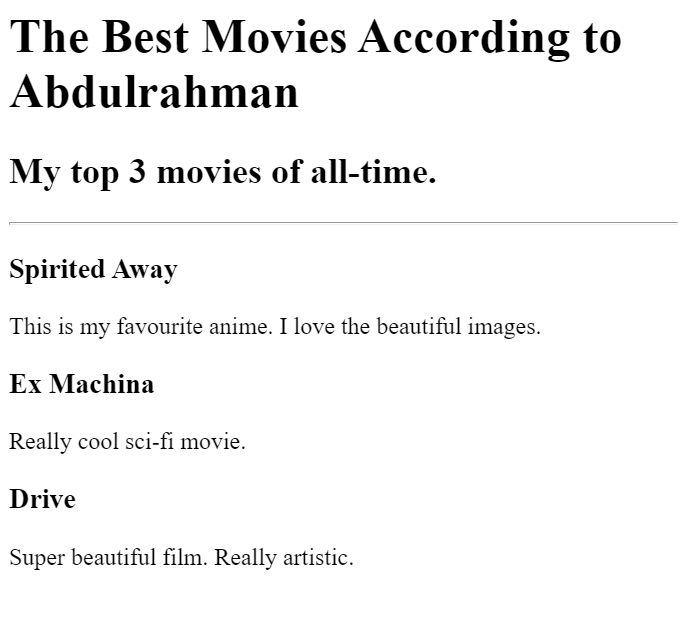 The Best Movies According to
Abdulrahman
My top 3 movies of all-time.
Spirited Away
This is my favourite anime. I love the beautiful images.
Ex Machina
Really cool sci-fi movie.
Drive
Super beautiful film. Really artistic.